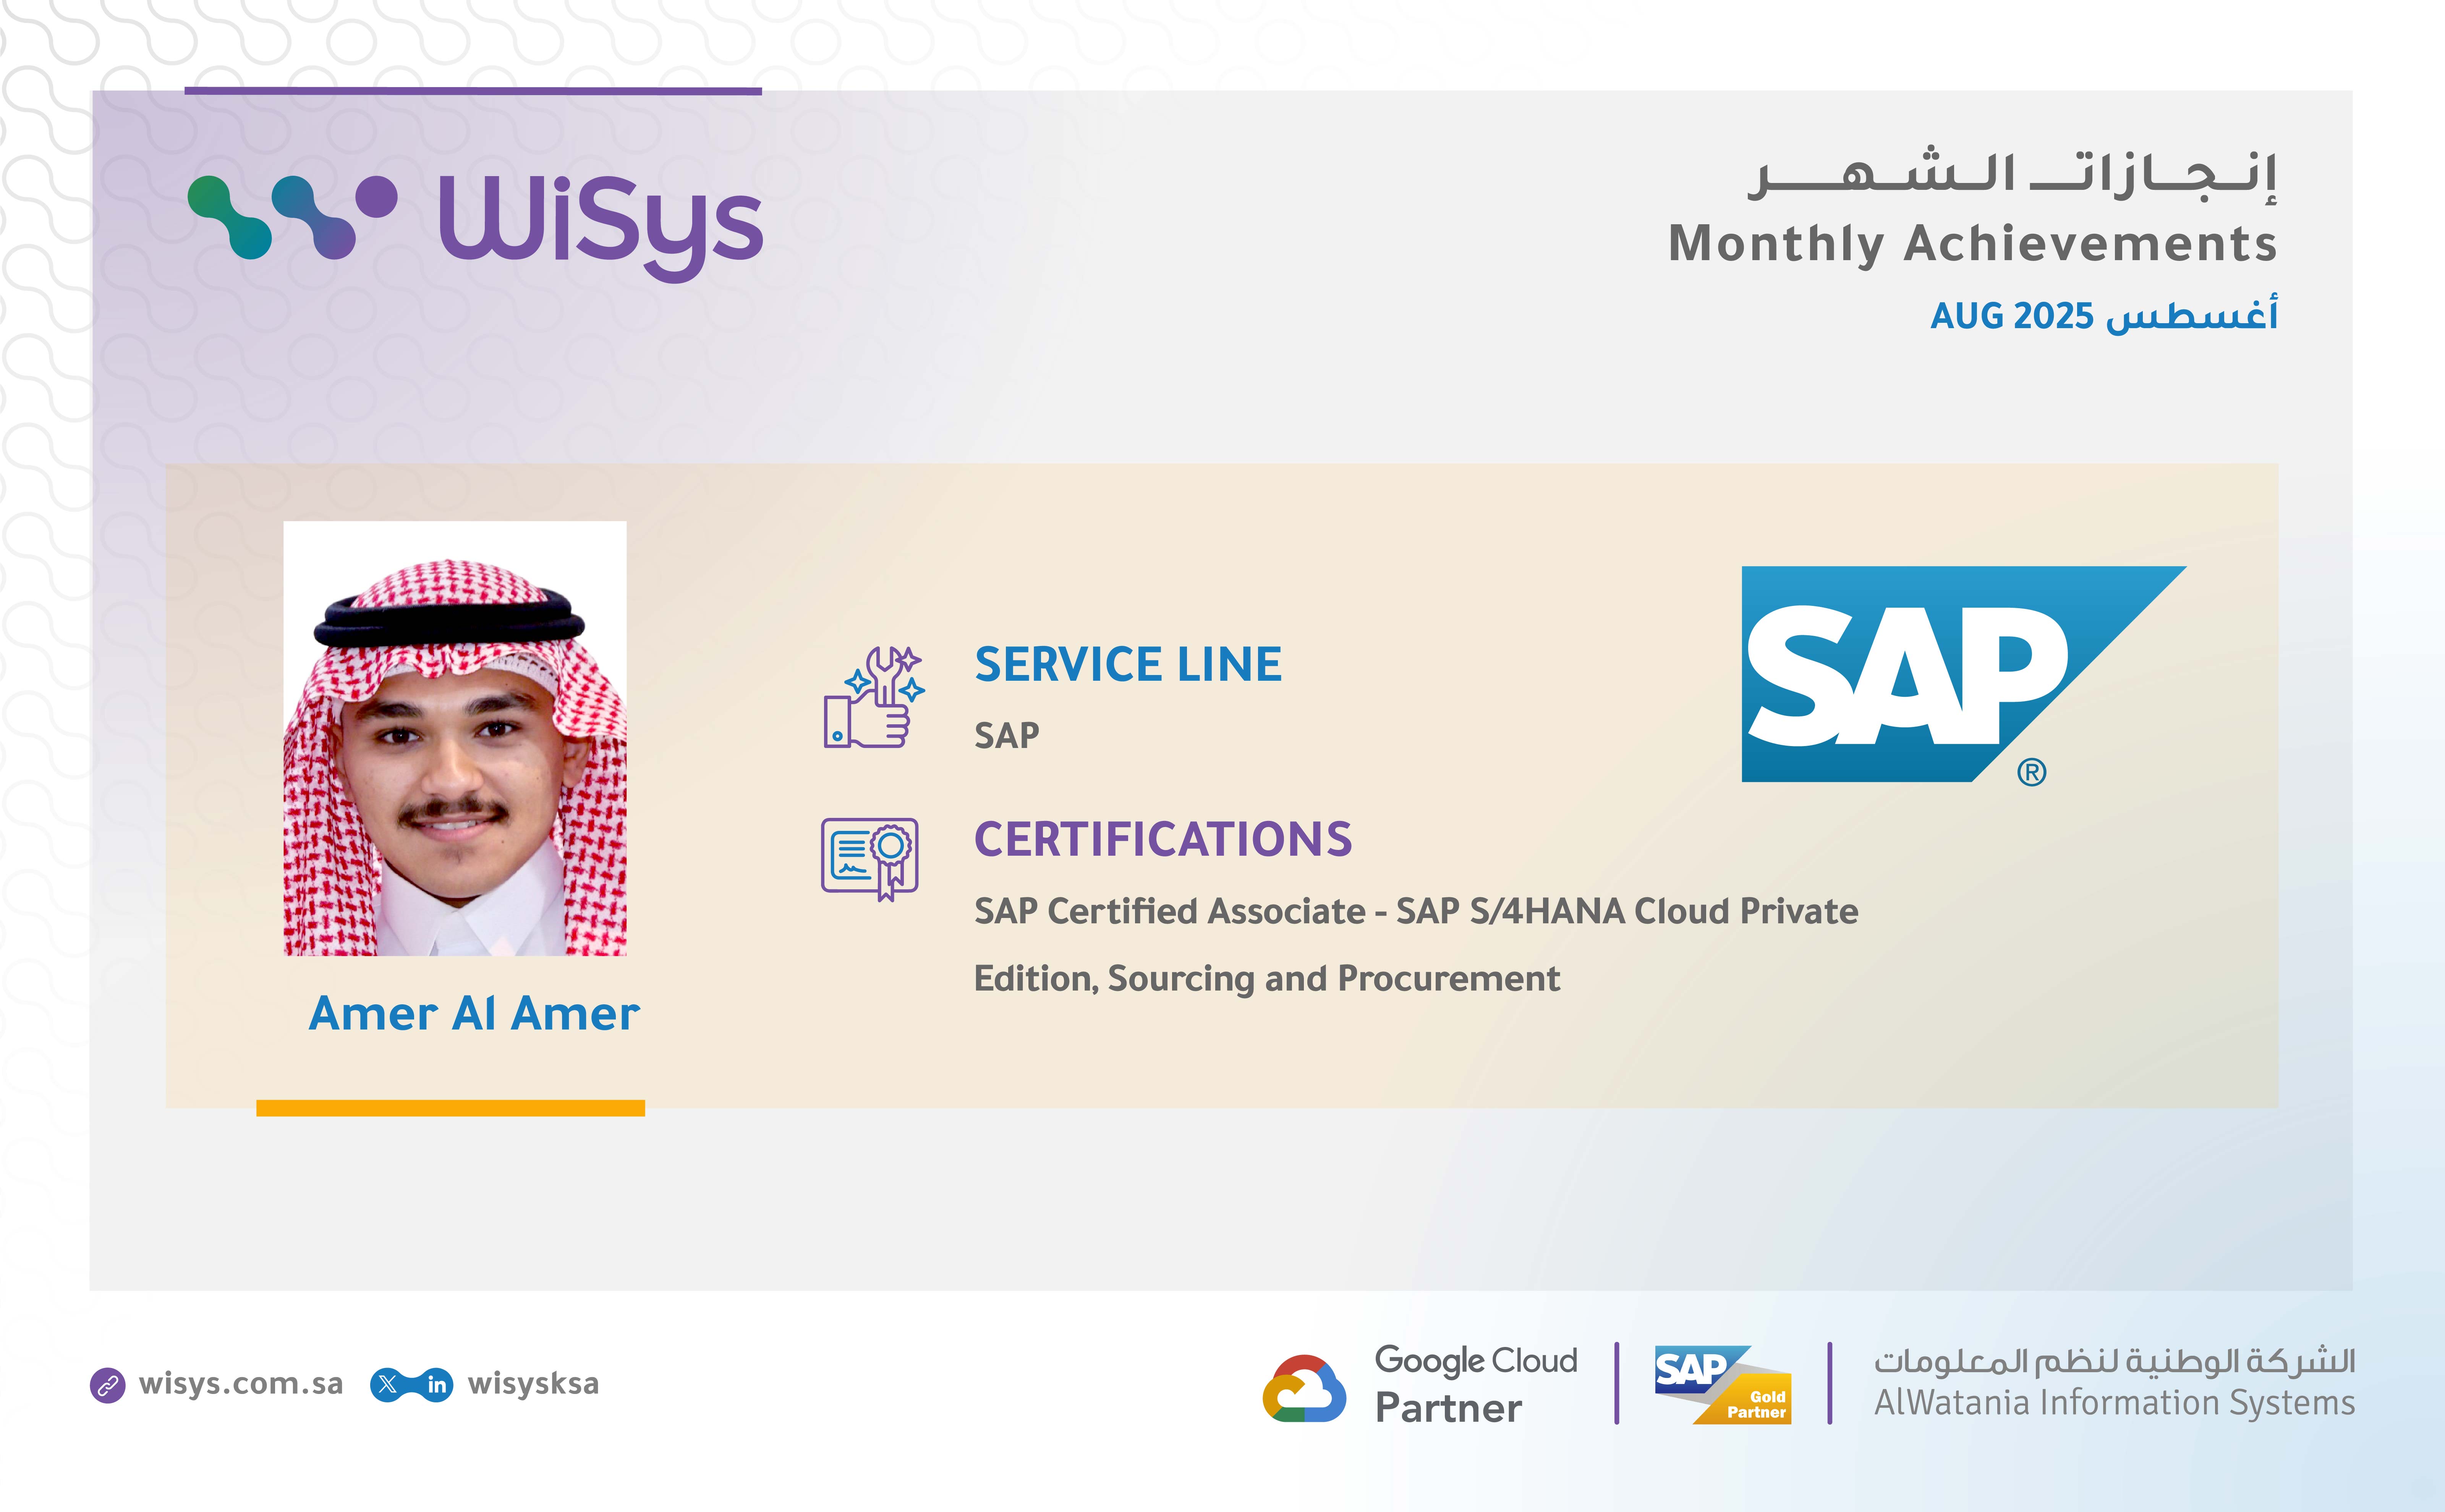 WiSys
إنجازات الشهر
Monthly Achievements
أغسطس AUG 2025
SERVICE LINE
SAP
SAP
®
CERTIFICATIONS
SAP Certified Associate - SAP S/4HANA Cloud Private
Edition, Sourcing and Procurement
Amer Al Amer
wisys.com.sa
X in wisysksa
Google Cloud
Partner
SAP
Gold
Partner
الشركة الوطنية لنظم المعلومات
AlWatania Information Systems